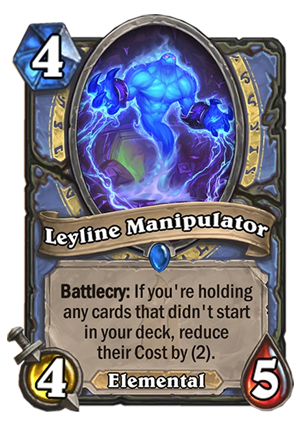 4
Leyline Manipulator
Battlecry: If you're holding
any cards that didn't start
in your deck, reduce
their Cost by (2).
4
Elemental
5